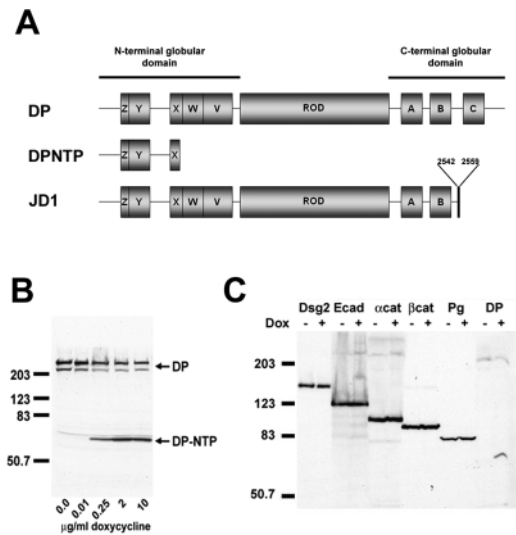 A
N-terminal globular domain
C-terminal globular domain
DP
Z Y X W V ROD A B C
DPNTP
Z Y X
2542 2559
JD1
Z Y X W V ROD A B
B
203
123
83
50.7
DP
DP-NTP
0.0 0.01 0.25 2 10
µg/ml doxycycline
C
Dsg2 Ecad αcat βcat Pg DP
Dox - + - + - + - + - + - +
203
123
83
50.7